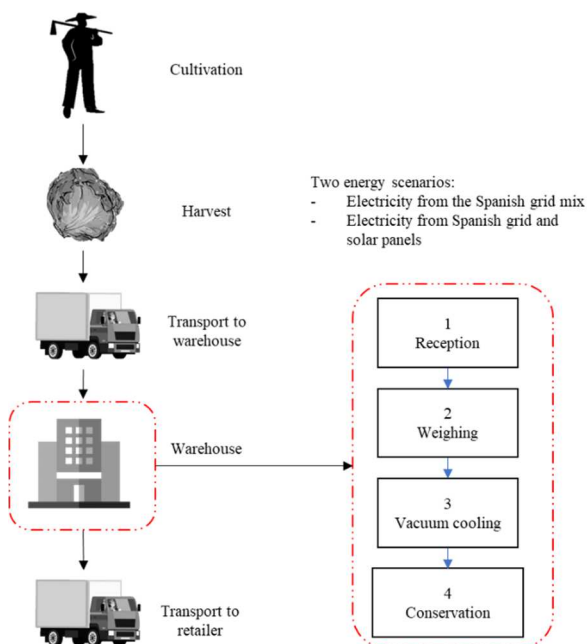 Cultivation
Harvest
Two energy scenarios:
- Electricity from the Spanish grid mix
- Electricity from Spanish grid and
solar panels
Transport to
warehouse
Warehouse
1
Reception
2
Weighing
3
Vacuum cooling
4
Conservation
Transport to
retailer